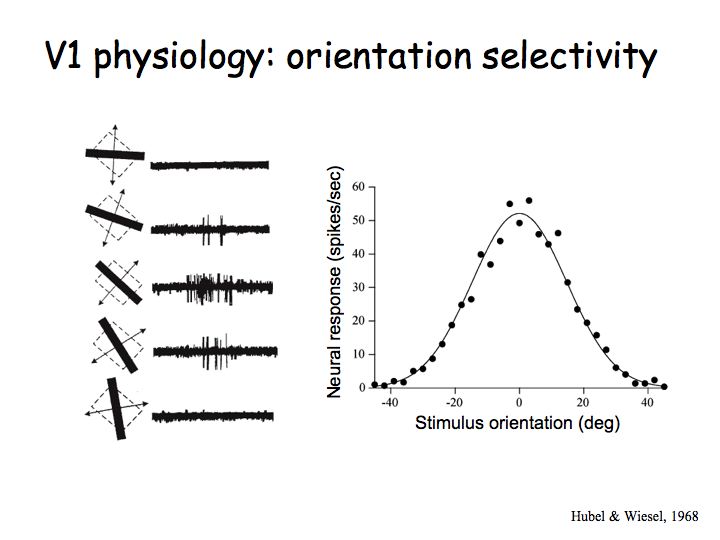 V1 physiology: orientation selectivity
Neural response (spikes/sec)
60
50
40
30
20
10
0
-40 -20 0 20 40
Stimulus orientation (deg)
Hubel & Wiesel, 1968